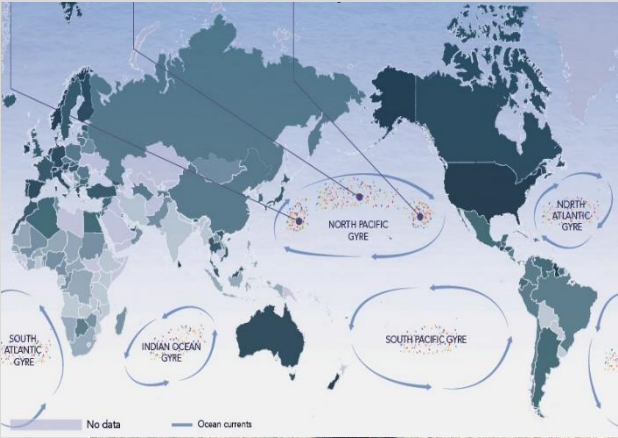 NORTH PACIFIC
GYRE
NORTH
ATLANTIC
GYRE
SOUTH
ATLANTIC
GYRE
INDIAN OCEAN
GYRE
SOUTH PACIFIC GYRE
No data
Ocean currents